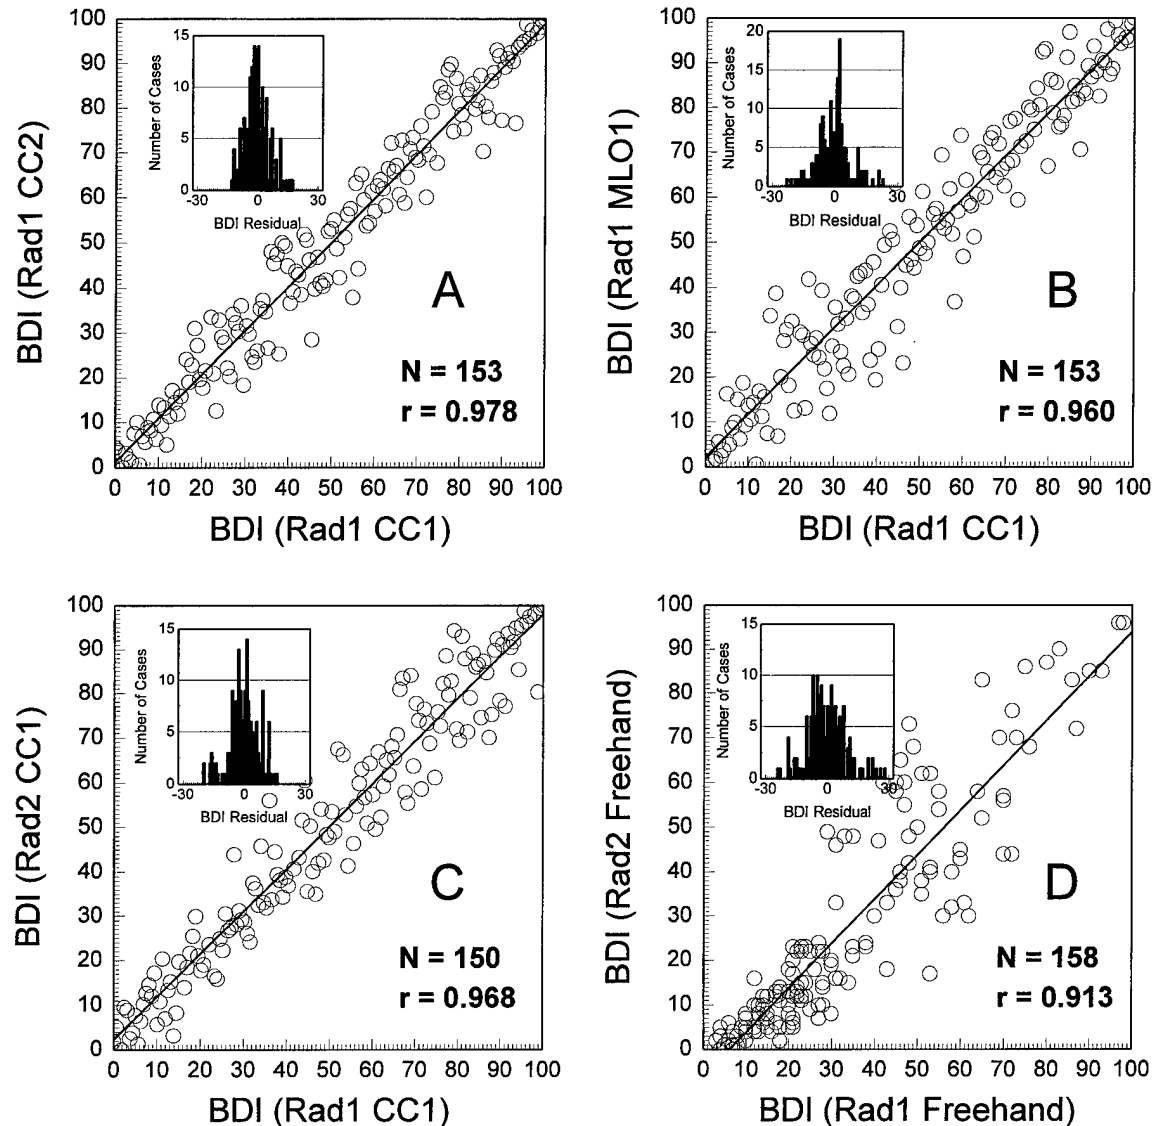 BDI (Rad1 CC2)
100
90
80
70
60
50
40
30
20
10
0
Number of Cases
15
10
5
0
-30 0 30
BDI Residual
A
N = 153
r = 0.978
0 10 20 30 40 50 60 70 80 90 100
BDI (Rad1 CC1)
BDI (Rad1 MLO1)
100
90
80
70
60
50
40
30
20
10
0
Number of Cases
20
15
10
5
0
-30 0 30
BDI Residual
B
N = 153
r = 0.960
0 10 20 30 40 50 60 70 80 90 100
BDI (Rad1 CC1)
BDI (Rad2 CC1)
100
90
80
70
60
50
40
30
20
10
0
Number of Cases
15
10
5
0
-30 0 30
BDI Residual
C
N = 150
r = 0.968
0 10 20 30 40 50 60 70 80 90 100
BDI (Rad1 CC1)
BDI (Rad2 Freehand)
100
90
80
70
60
50
40
30
20
10
0
Number of Cases
15
10
5
0
-30 0 30
BDI Residual
D
N = 158
r = 0.913
0 10 20 30 40 50 60 70 80 90 100
BDI (Rad1 Freehand)